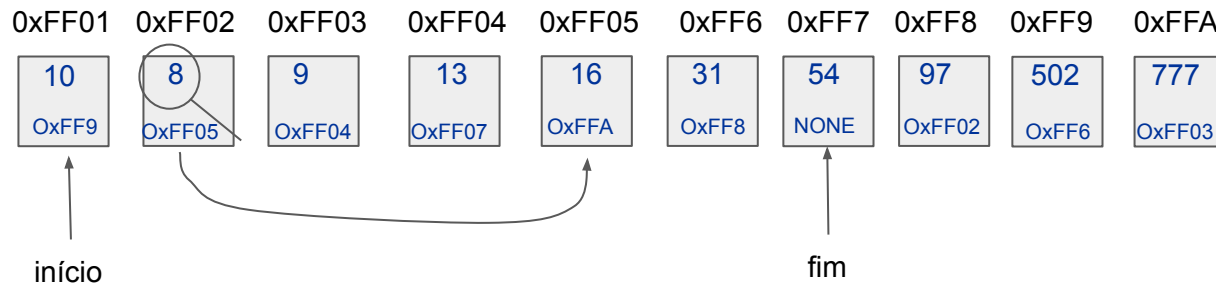 0xFF01 0xFF02 0xFF03 0xFF04 0xFF05 0xFF6 0xFF7 0xFF8 0xFF9 0xFFA
10 8 9 13 16 31 54 97 502 777
OxFF9 OxFF05 OxFF04 OxFF07 OxFFA OxFF8 NONE OxFF02 OxFF6 OxFF03
início fim